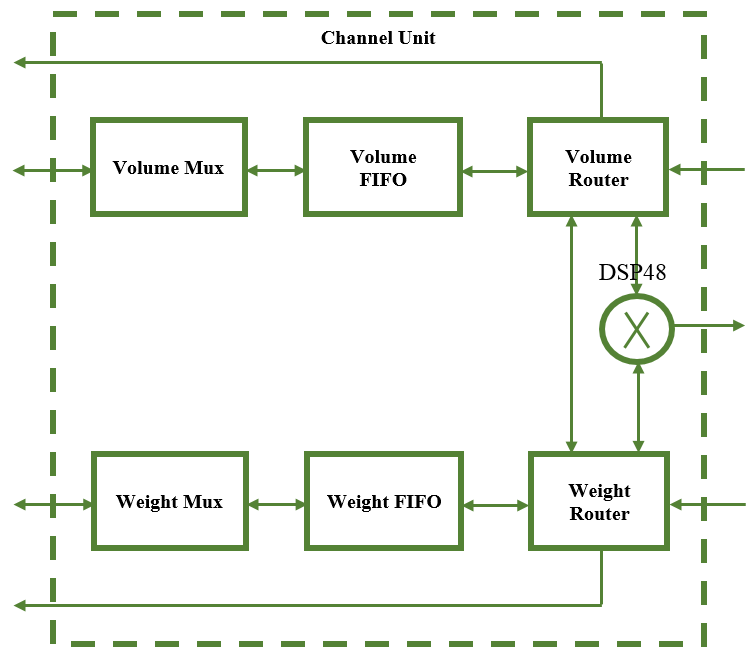 Channel Unit
Volume Mux
Volume
FIFO
Volume
Router
DSP48
Weight Mux
Weight FIFO
Weight
Router